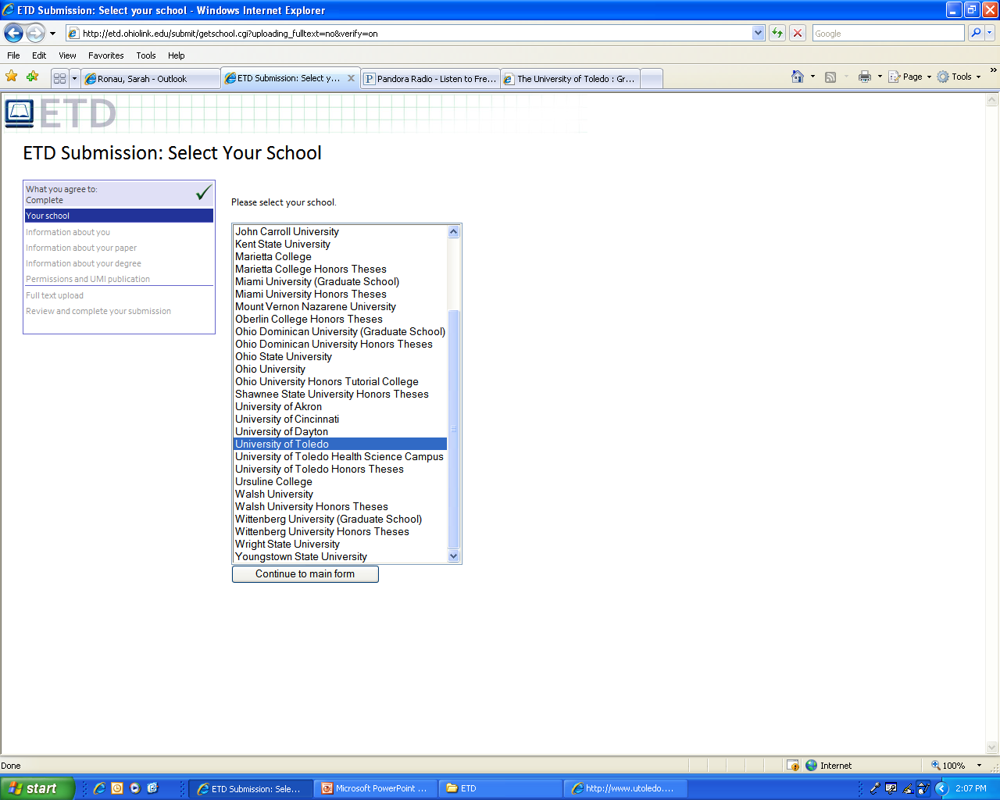 ETD Submission: Select your school - Windows Internet Explorer
http://etd.ohiolink.edu/submit/getschool.cgi?uploading_fulltext=no&verify=on
Google
File Edit View Favorites Tools Help
Ronau, Sarah - Outlook
ETD Submission: Select y...
Pandora Radio - Listen to Fre...
The University of Toledo : Gr...
Page
Tools
ETD
ETD Submission: Select Your School
What you agree to:
Complete
Your school
Information about you
Information about your paper
Information about your degree
Permissions and UMI publication
Full text upload
Review and complete your submission
Please select your school.
John Carroll University
Kent State University
Marietta College
Marietta College Honors Theses
Miami University (Graduate School)
Miami University Honors Theses
Mount Vernon Nazarene University
Oberlin College Honors Theses
Ohio Dominican University (Graduate School)
Ohio Dominican University Honors Theses
Ohio State University
Ohio University
Ohio University Honors Tutorial College
Shawnee State University Honors Theses
University of Akron
University of Cincinnati
University of Dayton
University of Toledo
University of Toledo Health Science Campus
University of Toledo Honors Theses
Ursuline College
Walsh University
Walsh University Honors Theses
Wittenberg University (Graduate School)
Wittenberg University Honors Theses
Wright State University
Youngstown State University
Continue to main form
Done
Internet
100%
start
ETD Submission: Sele...
Microsoft PowerPoint ...
ETD
http://www.utoledo....
2:07 PM